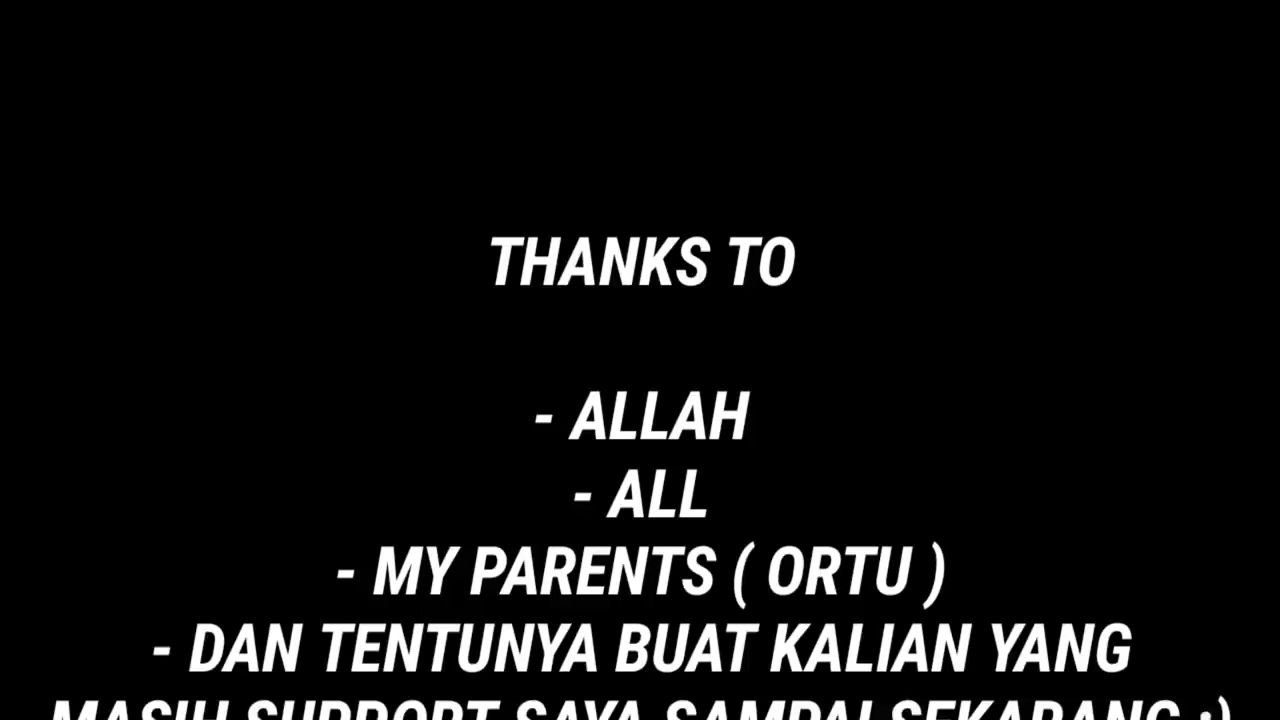 THANKS TO
- ALLAH
- ALL
- MY PARENTS ( ORTU )
- DAN TENTUNYA BUAT KALIAN YANG
MASIH SUPPORT SAYA SAMPAI SEKARANG :)